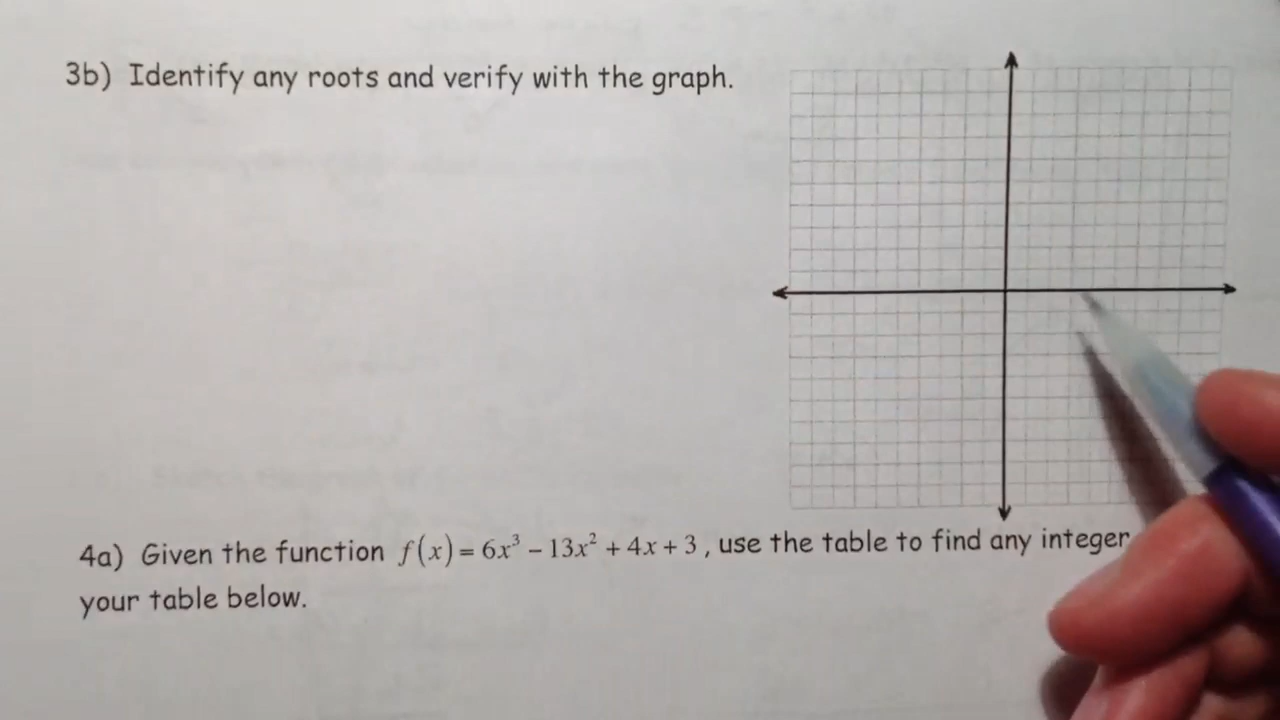 3b) Identify any roots and verify with the graph.
4a) Given the function f(x) = 6x³ – 13x² + 4x + 3, use the table to find any integer
your table below.